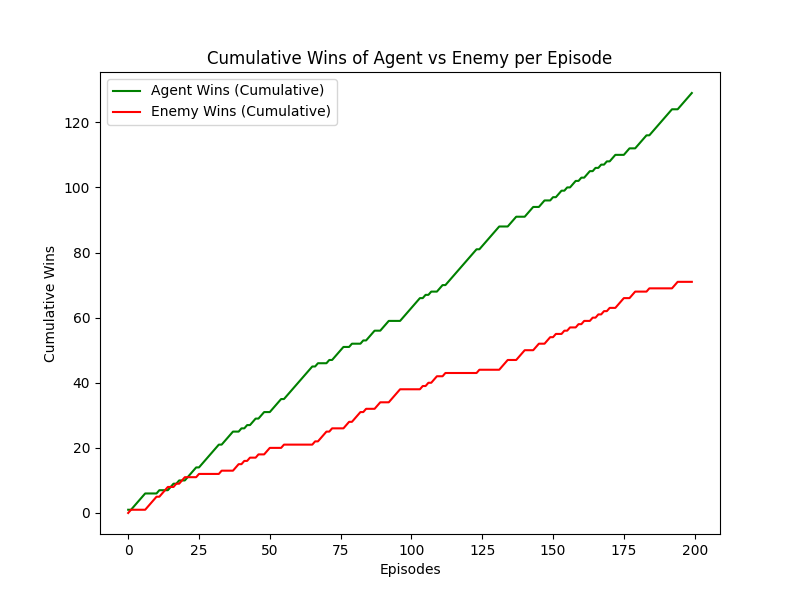 Cumulative Wins of Agent vs Enemy per Episode
Agent Wins (Cumulative)
Enemy Wins (Cumulative)
Cumulative Wins
120
100
80
60
40
20
0
0 25 50 75 100 125 150 175 200
Episodes